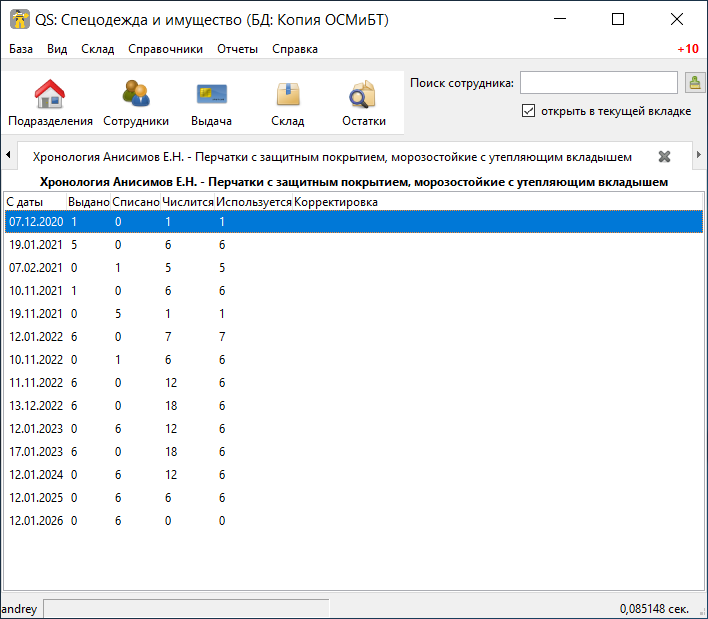 QS: Спецодежда и имущество (БД: Копия ОСМиБТ)
База Вид Склад Справочники Отчеты Справка +10
Поиск сотрудника:
открыть в текущей вкладке
Подразделения Сотрудники Выдача Склад Остатки
Хронология Анисимов Е.Н. - Перчатки с защитным покрытием, морозостойкие с утепляющим вкладышем
Хронология Анисимов Е.Н. - Перчатки с защитным покрытием, морозостойкие с утепляющим вкладышем
С даты Выдано Списано Числится Используется Корректировка
07.12.2020 1 0 1 1
19.01.2021 5 0 6 6
07.02.2021 0 1 5 5
10.11.2021 1 0 6 6
19.11.2021 0 5 1 1
12.01.2022 6 0 7 7
10.11.2022 0 1 6 6
11.11.2022 6 0 12 6
13.12.2022 6 0 18 6
12.01.2023 0 6 12 6
17.01.2023 6 0 18 6
12.01.2024 0 6 12 6
12.01.2025 0 6 6 6
12.01.2026 0 6 0 0
andrey 0,085148 сек.